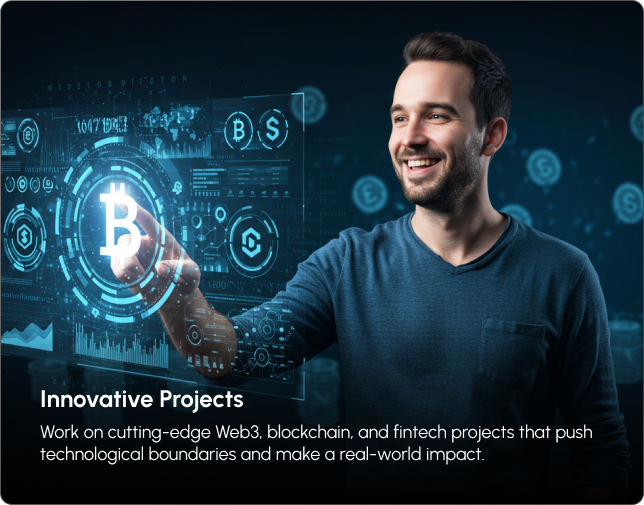 Innovative Projects
Work on cutting-edge Web3, blockchain, and fintech projects that push
technological boundaries and make a real-world impact.